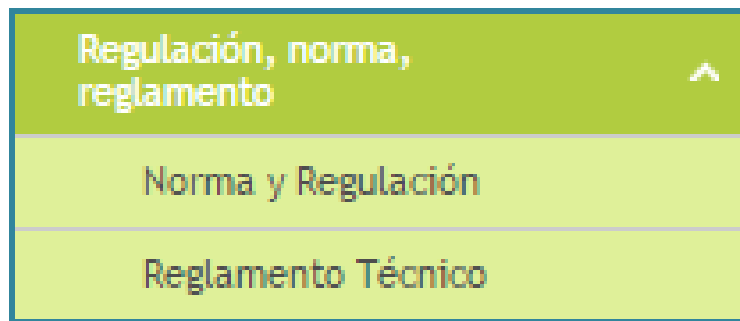 Regulación, norma,
reglamento
Norma y Regulación
Reglamento Técnico